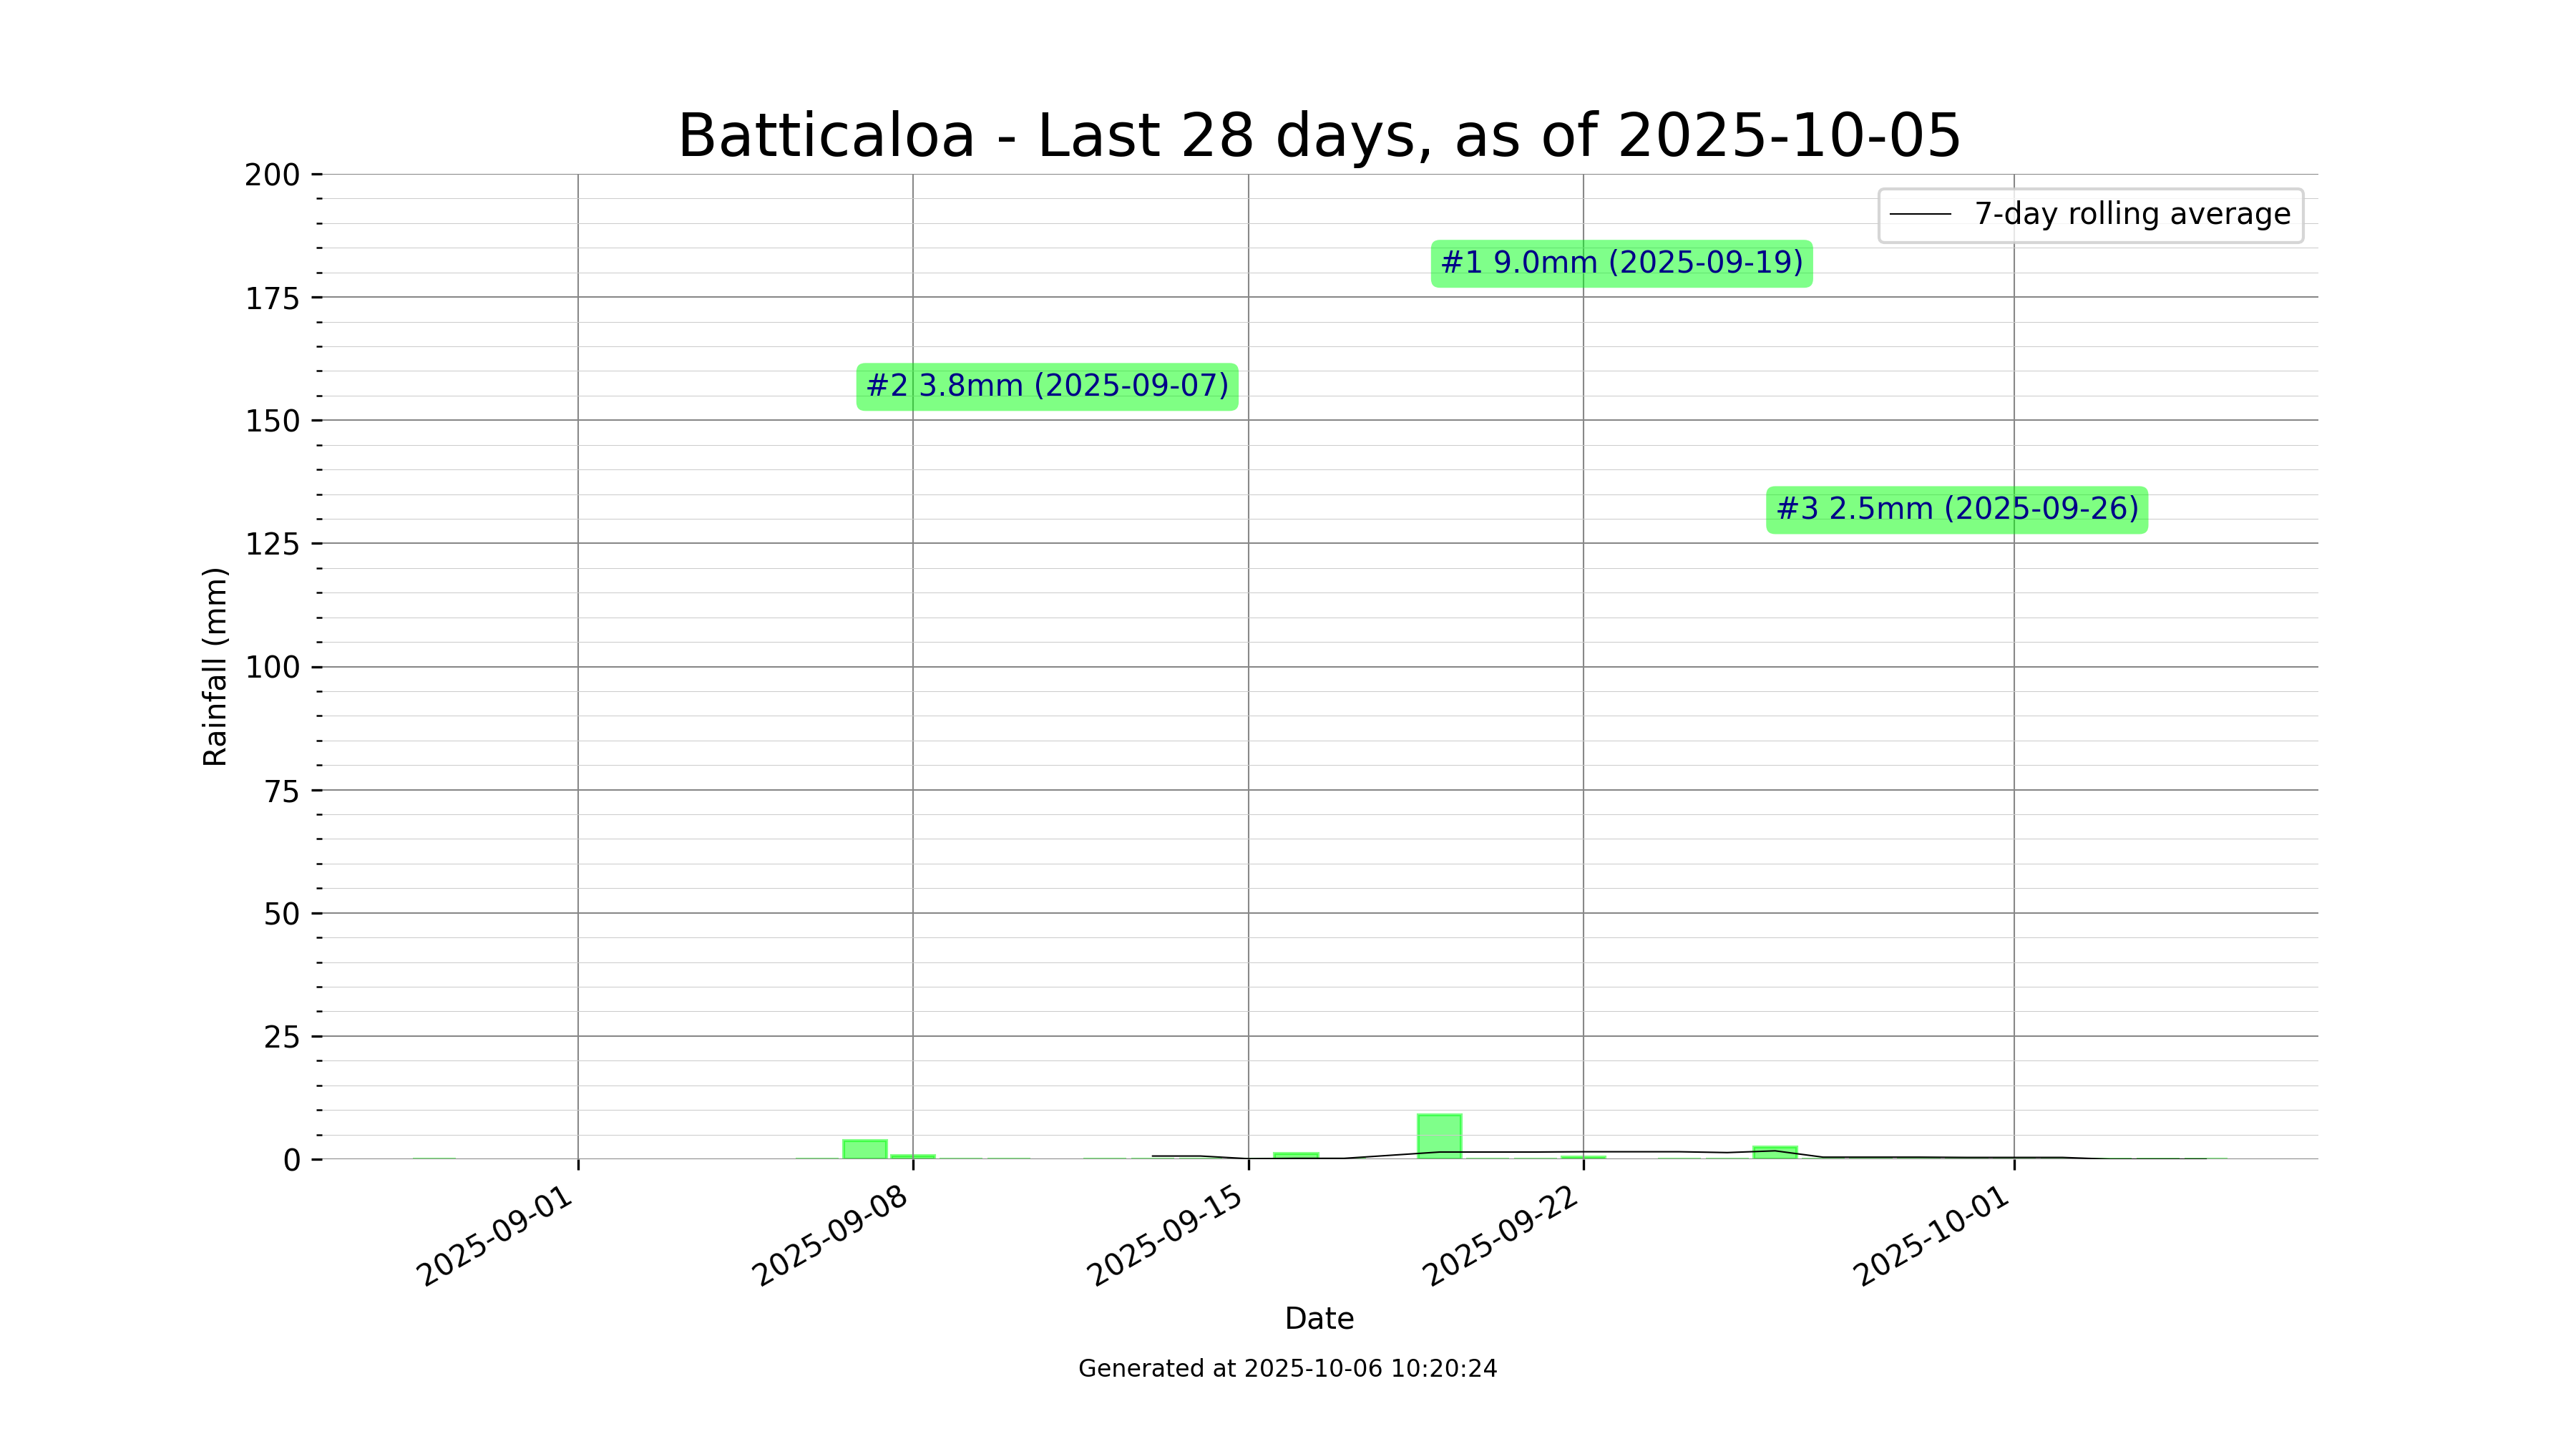 Batticaloa - Last 28 days, as of 2025-10-05
200
175
150
125
100
75
50
25
0
Rainfall (mm)
7-day rolling average
#1 9.0mm (2025-09-19)
#2 3.8mm (2025-09-07)
#3 2.5mm (2025-09-26)
2025-09-01
2025-09-08
2025-09-15
2025-09-22
2025-10-01
Date
Generated at 2025-10-06 10:20:24